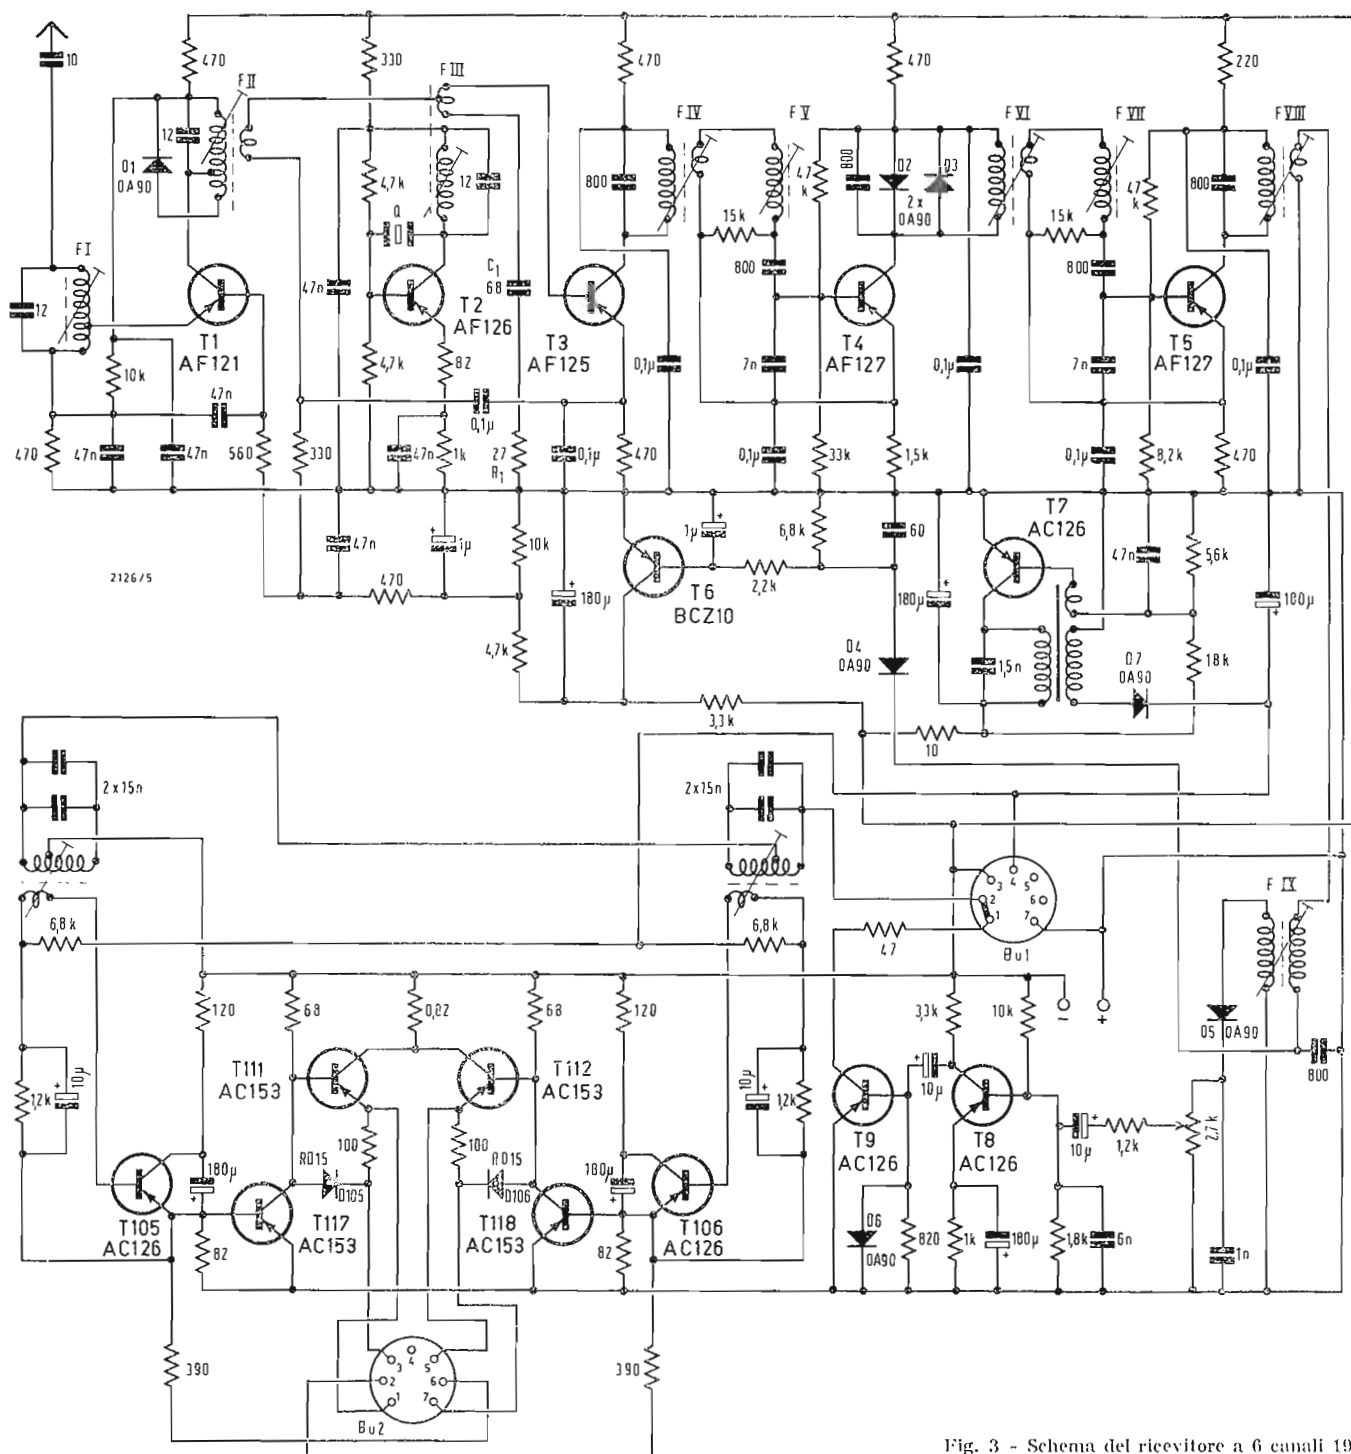 10
470
330
470
470
220
F II
F III
F IV
F V
F VI
F VII
F VIII
12
D1
OA90
4,7k
12
800
800
47
k
800
D2
D3
2 x
OA90
47
k
800
Q
15k
15k
F I
12
47n
C1
68
800
800
T1
AF121
T2
AF126
T3
AF125
T4
AF127
T5
AF127
10k
4,7k
82
0,1µ
7n
0,1µ
7n
0,1µ
47n
0,1µ
470
47n
47n
560
330
47n
1k
27
R1
0,1µ
470
0,1µ
33k
1,5k
0,1µ
8,2k
470
T7
AC126
47n
1µ
10k
1µ
6,8k
60
47n
5,6k
2126/5
470
180µ
T6
BCZ10
2,2k
180µ
180µ
4,7k
D4
OA90
1,5n
D7
OA90
18k
3,3k
10
2x15n
2x15n
3
4
5
2
6
1
7
Bu1
F IX
6,8k
6,8k
47
120
68
0,82
68
120
3,3k
10k
-
+
D5
OA90
T111
AC153
T112
AC153
1,2k
10µ
10µ
1,2k
10µ
800
T9
AC126
T8
AC126
10µ
1,2k
2,7k
100
100
180µ
R015
D105
R015
D106
180µ
T105
AC126
T117
AC153
T118
AC153
T106
AC126
82
82
D6
OA90
820
1k
180µ
1,8k
6n
1n
390
390
3
4
5
2
6
1
7
Bu2
Fig. 3 - Schema del ricevitore a 6 canali 19